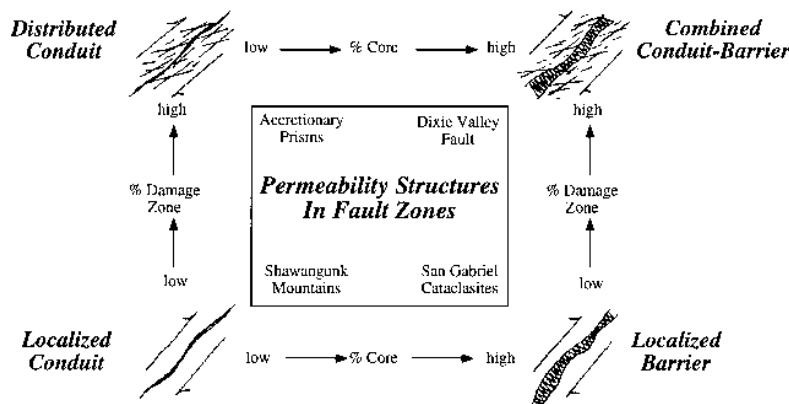 Distributed
Conduit
low
% Core
high
Combined
Conduit-Barrier
high
high
Accretionary
Prisms
Dixie Valley
Fault
% Damage
Zone
Permeability Structures
In Fault Zones
% Damage
Zone
low
Shawangunk
Mountains
San Gabriel
Cataclasites
low
Localized
Conduit
low
% Core
high
Localized
Barrier